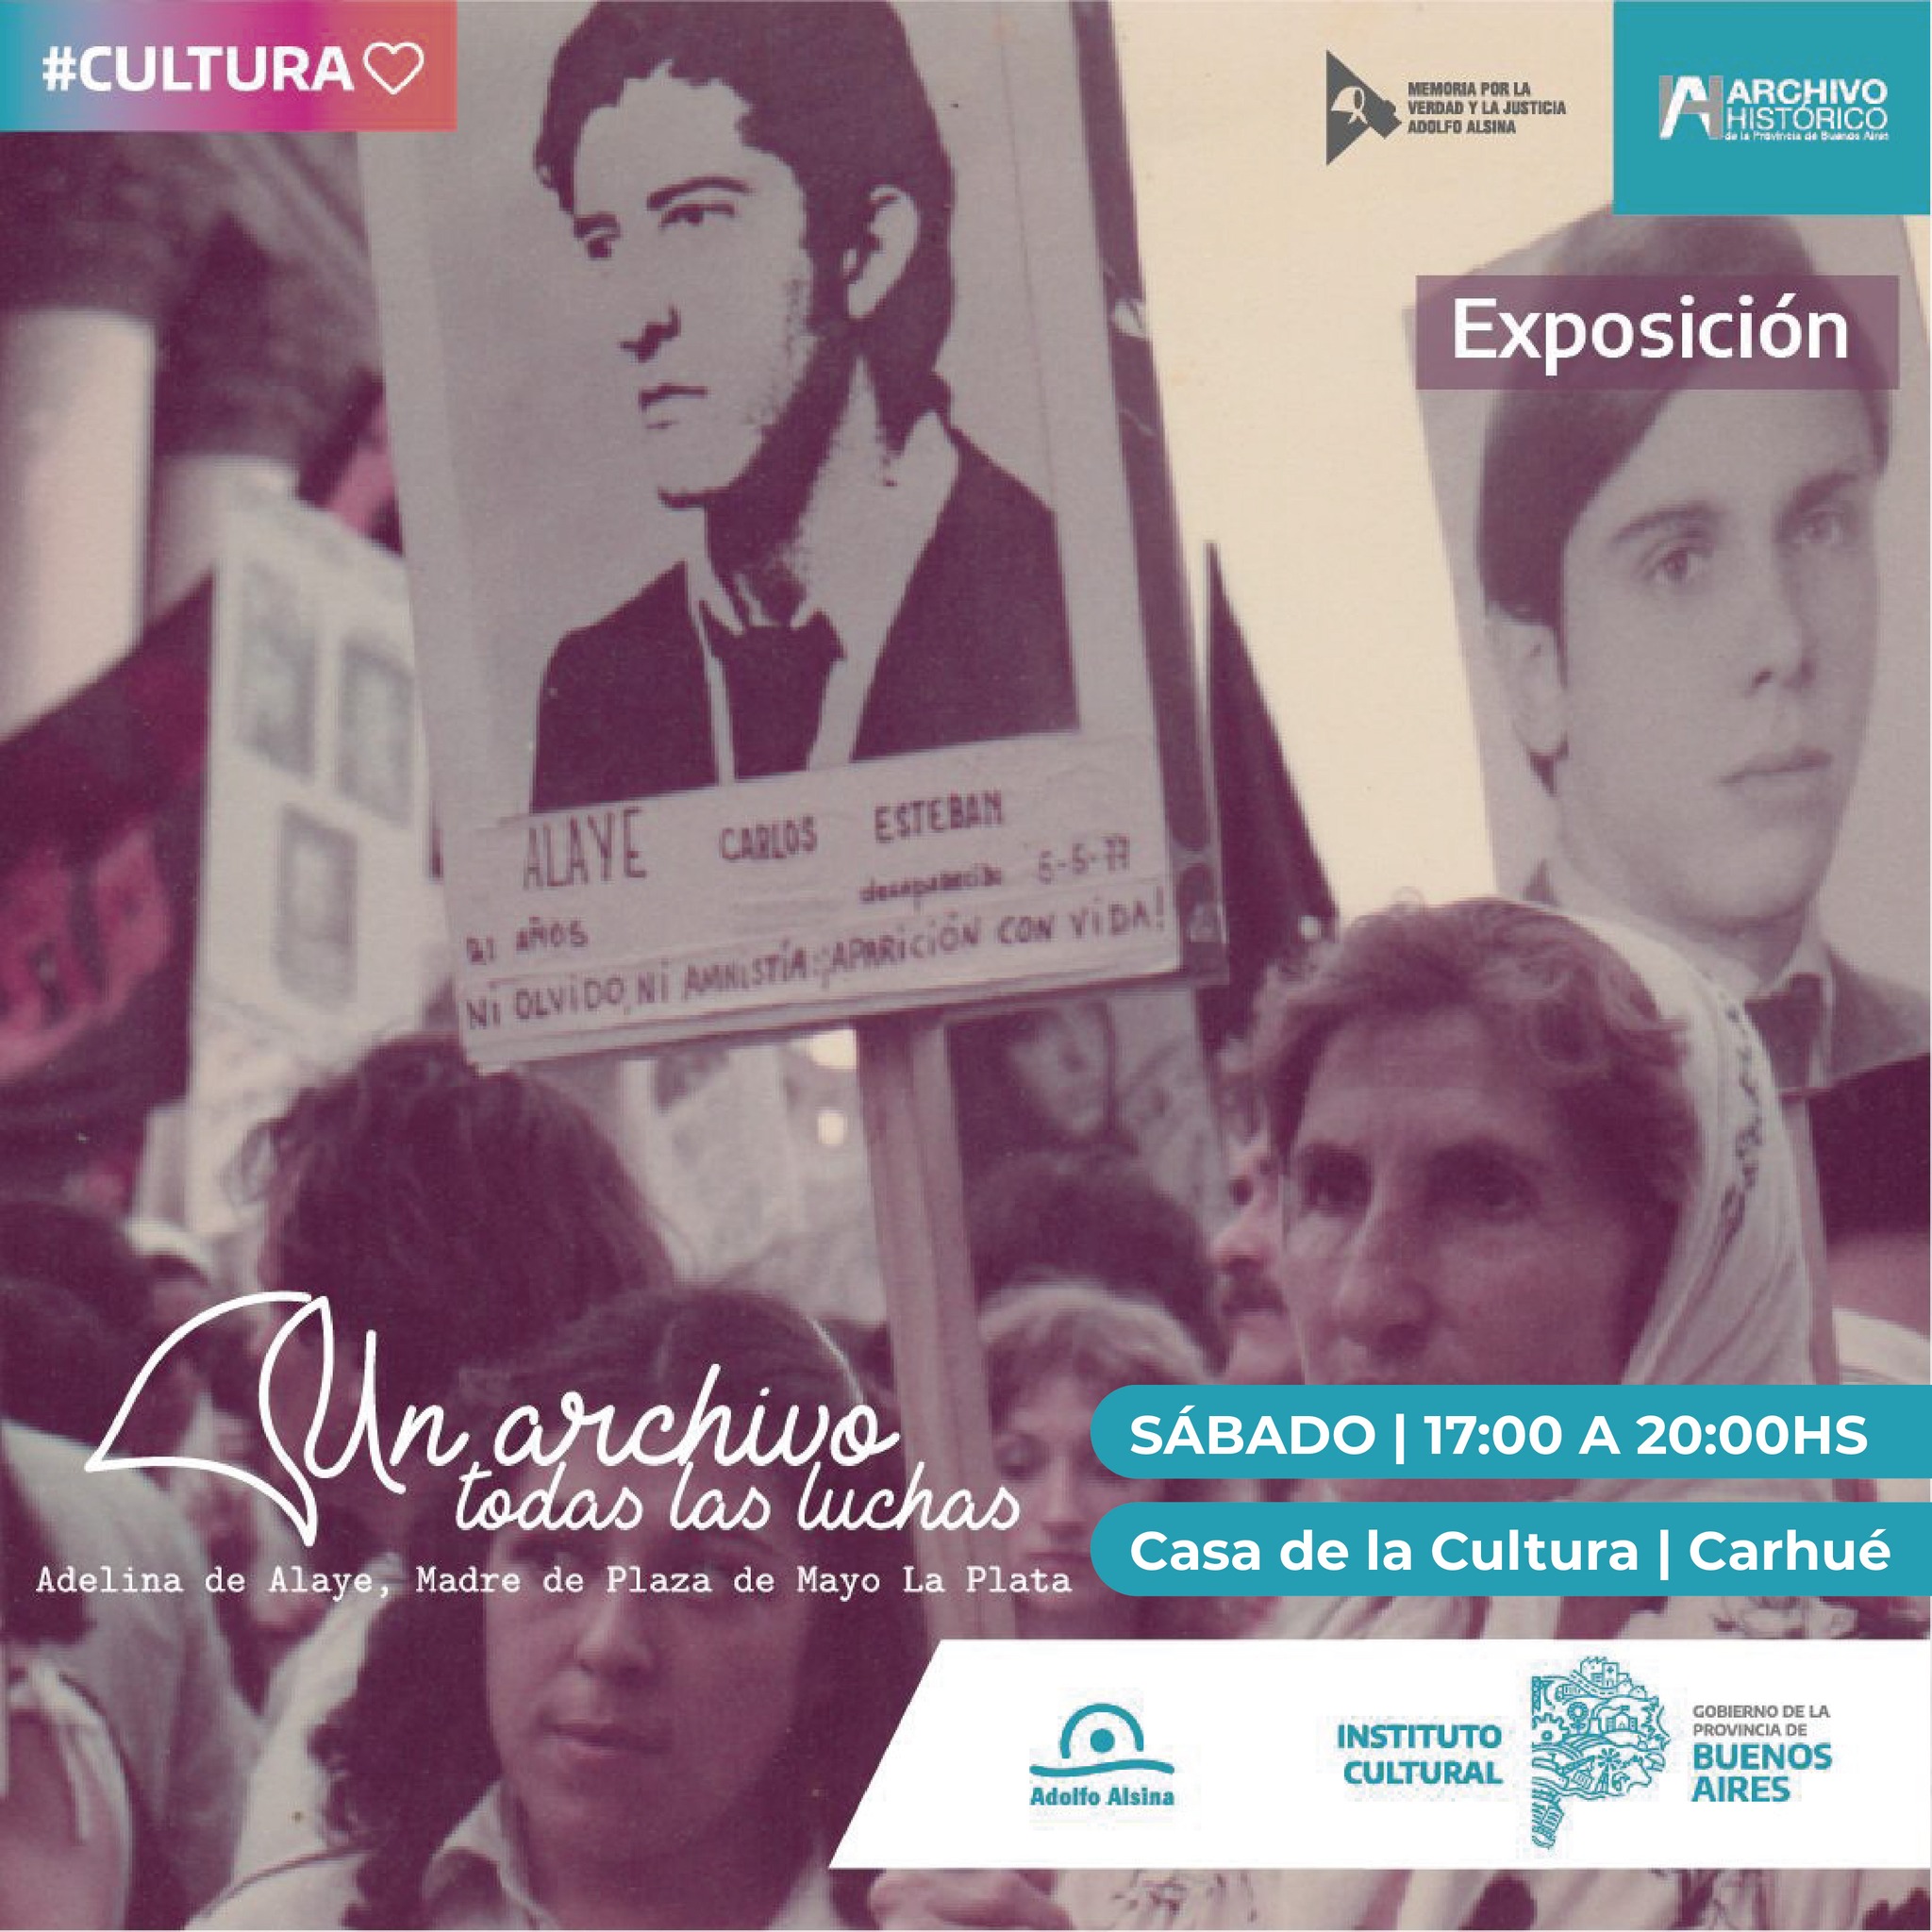 #CULTURA
MEMORIA POR LA
VERDAD Y LA JUSTICIA
ADOLFO ALSINA
ARCHIVO
HISTÓRICO
de la Provincia de Buenos Aires
Exposición
ALAYE CARLOS ESTEBAN
desaparecido 5-5-77
21 AÑOS
NI OLVIDO, NI AMNISTÍA: ¡APARICIÓN CON VIDA!
Un archivo
todas las luchas
Adelina de Alaye, Madre de Plaza de Mayo La Plata
SÁBADO | 17:00 A 20:00HS
Casa de la Cultura | Carhué
Adolfo Alsina
INSTITUTO
CULTURAL
GOBIERNO DE LA
PROVINCIA DE
BUENOS
AIRES